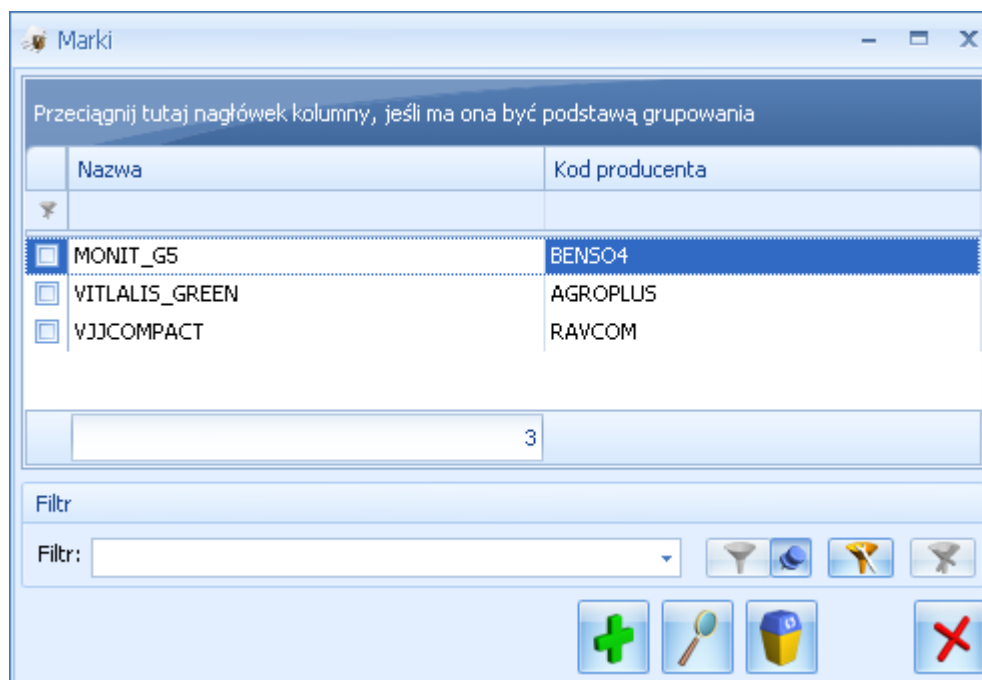 Marki
Przeciągnij tutaj nagłówek kolumny, jeśli ma ona być podstawą grupowania
Nazwa Kod producenta
MONIT_G5 BENSO4
VITLALIS_GREEN AGROPLUS
VJJCOMPACT RAVCOM
3
Filtr
Filtr: